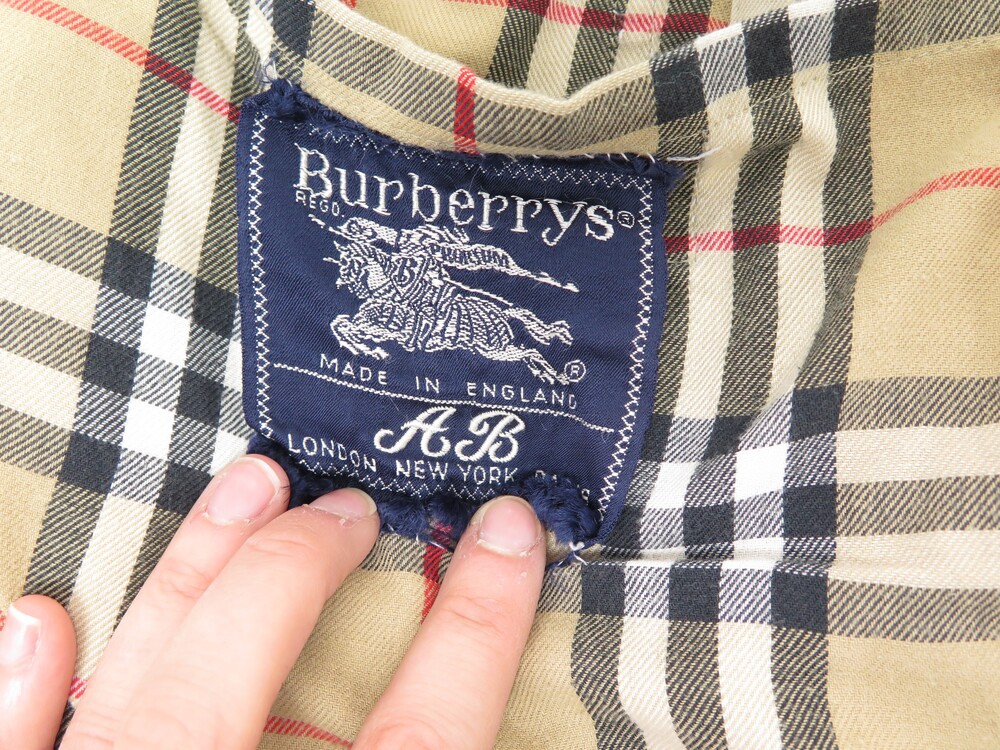 Burberrys®
REGD.
PRORSUM
B
®
MADE IN ENGLAND
AB
LONDON NEW YORK